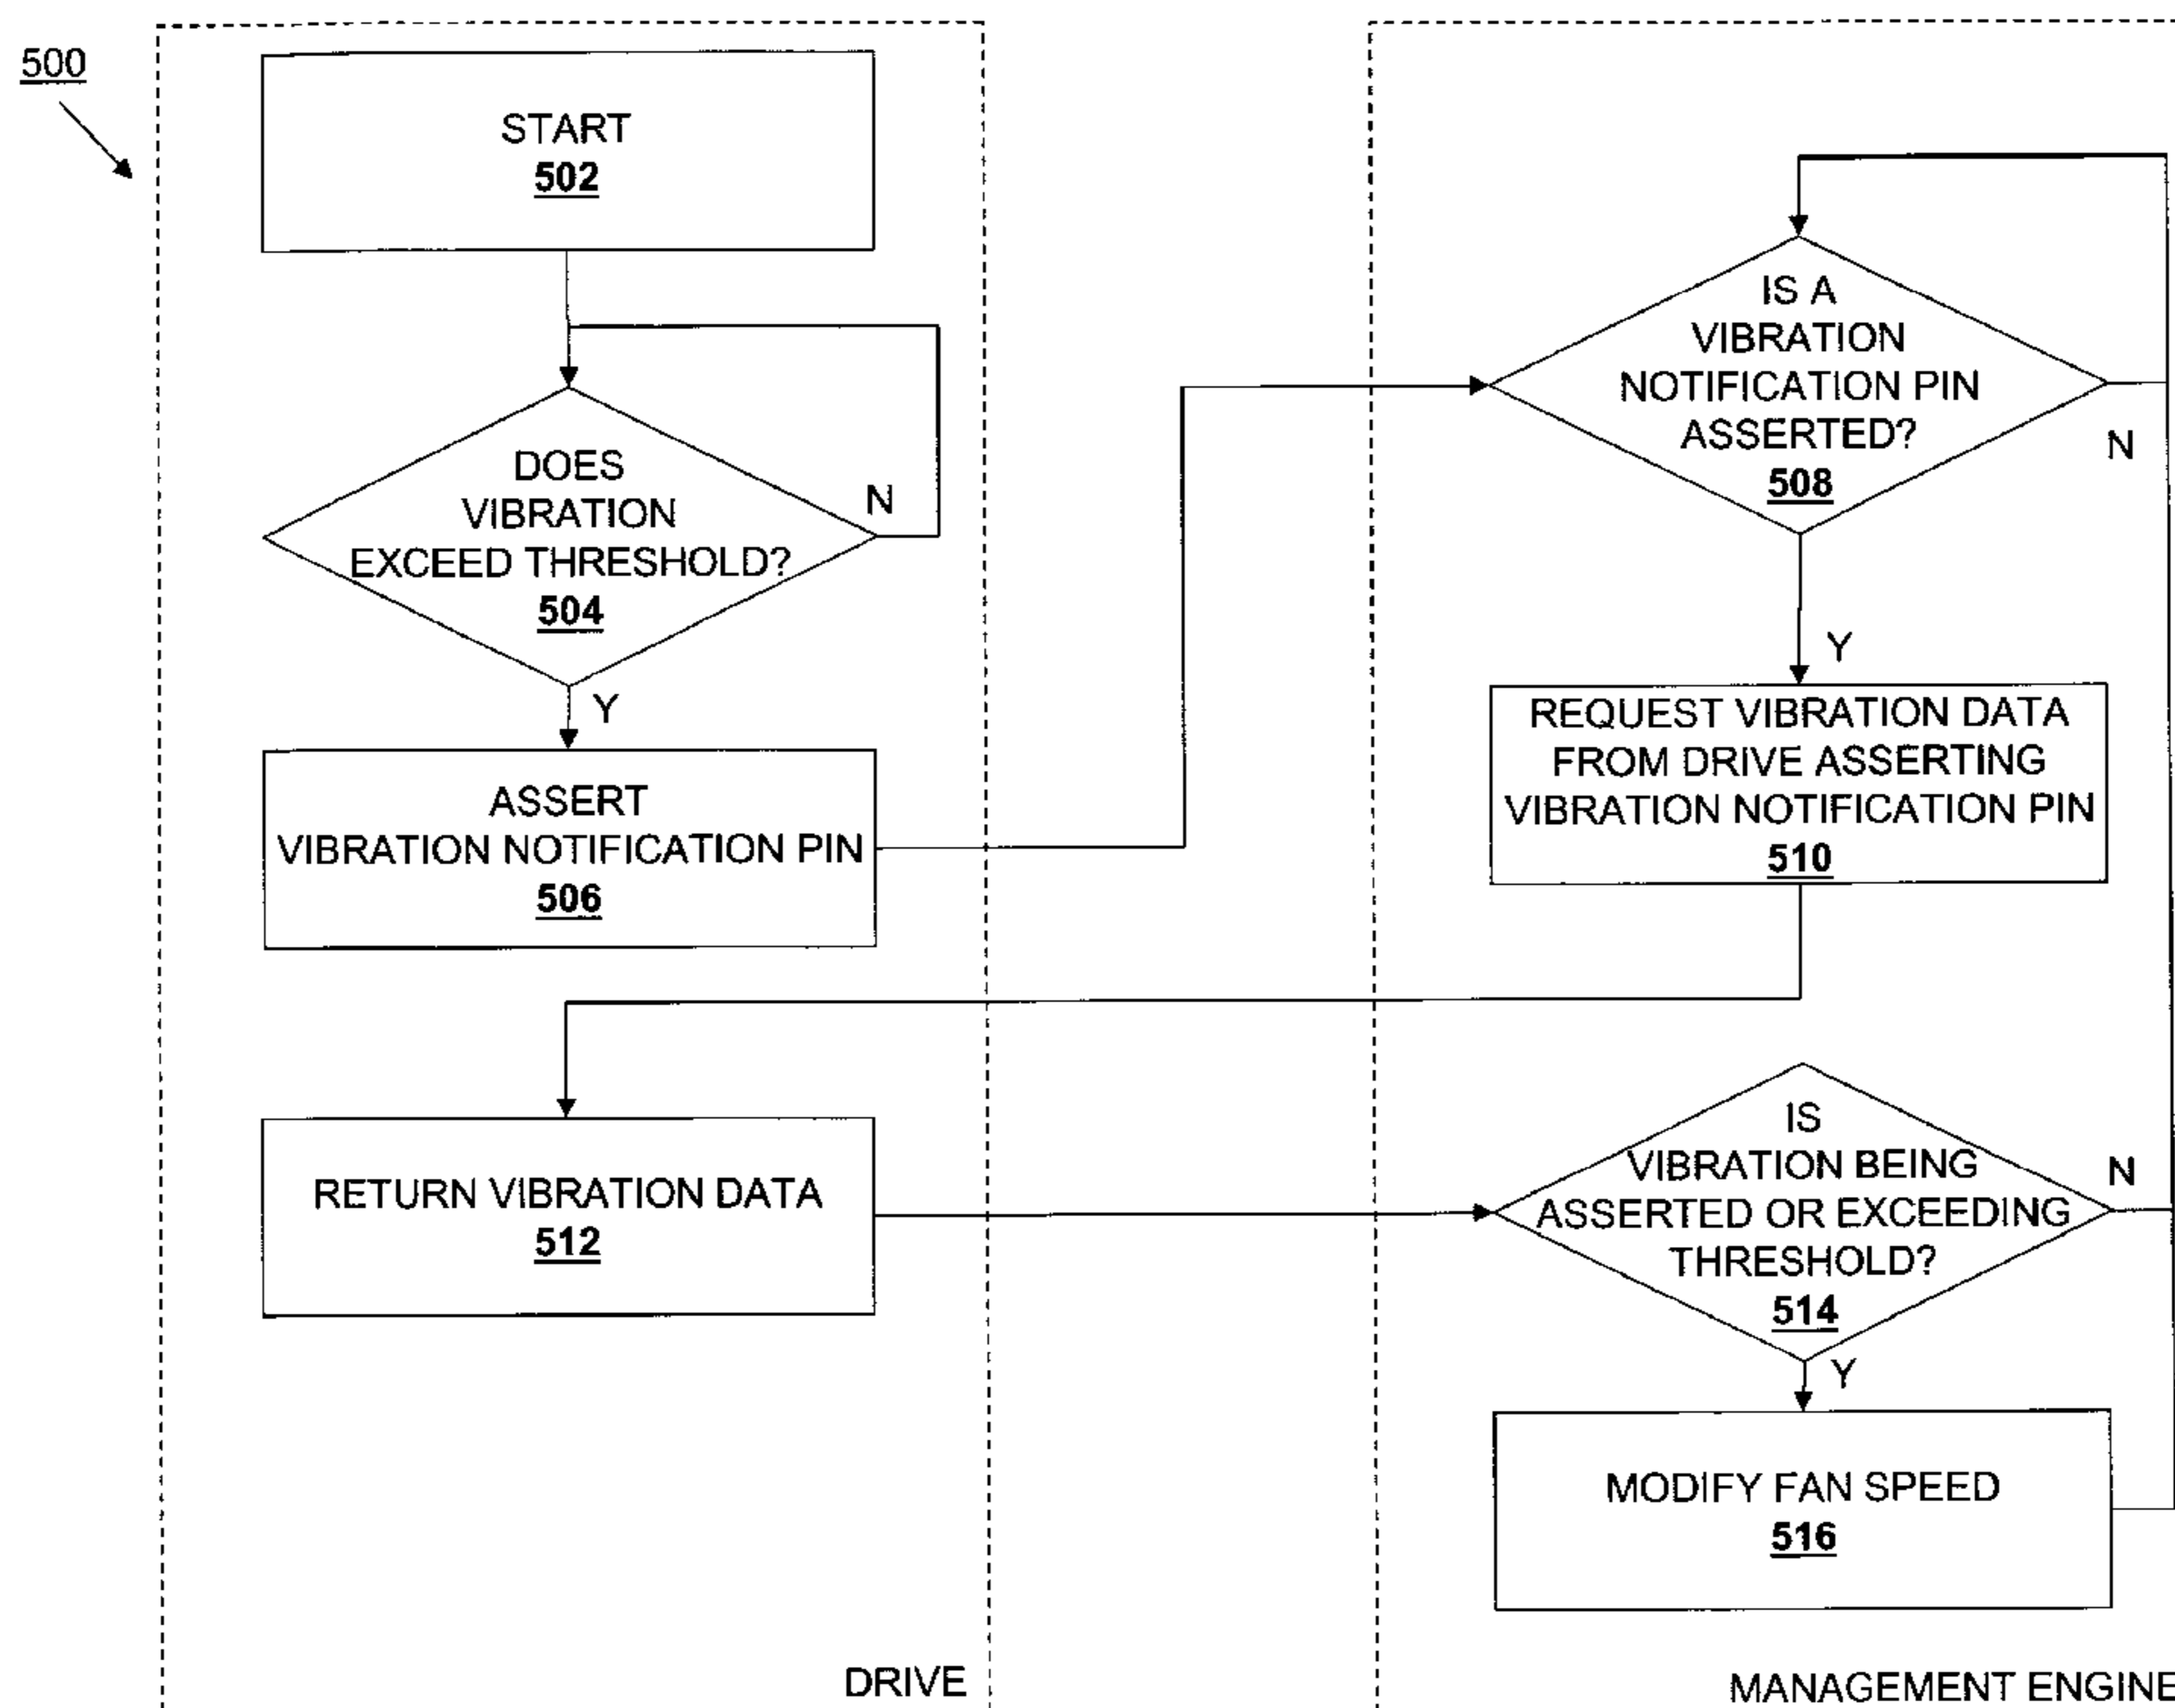 500
START
502
DOES
VIBRATION
EXCEED THRESHOLD?
504
N
Y
ASSERT
VIBRATION NOTIFICATION PIN
506
IS A
VIBRATION
NOTIFICATION PIN
ASSERTED?
508
N
Y
REQUEST VIBRATION DATA
FROM DRIVE ASSERTING
VIBRATION NOTIFICATION PIN
510
RETURN VIBRATION DATA
512
IS
VIBRATION BEING
ASSERTED OR EXCEEDING
THRESHOLD?
514
N
Y
MODIFY FAN SPEED
516
DRIVE
MANAGEMENT ENGINE